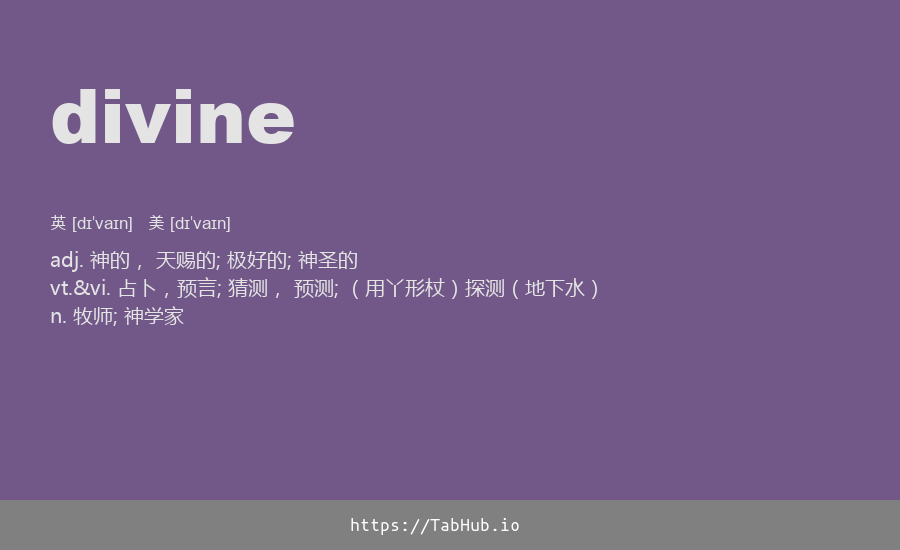 divine
英 [dɪˈvaɪn] 美 [dɪˈvaɪn]
adj. 神的， 天赐的; 极好的; 神圣的
vt.&vi. 占卜，预言; 猜测， 预测; （用丫形杖）探测（地下水）
n. 牧师; 神学家
https://TabHub.io